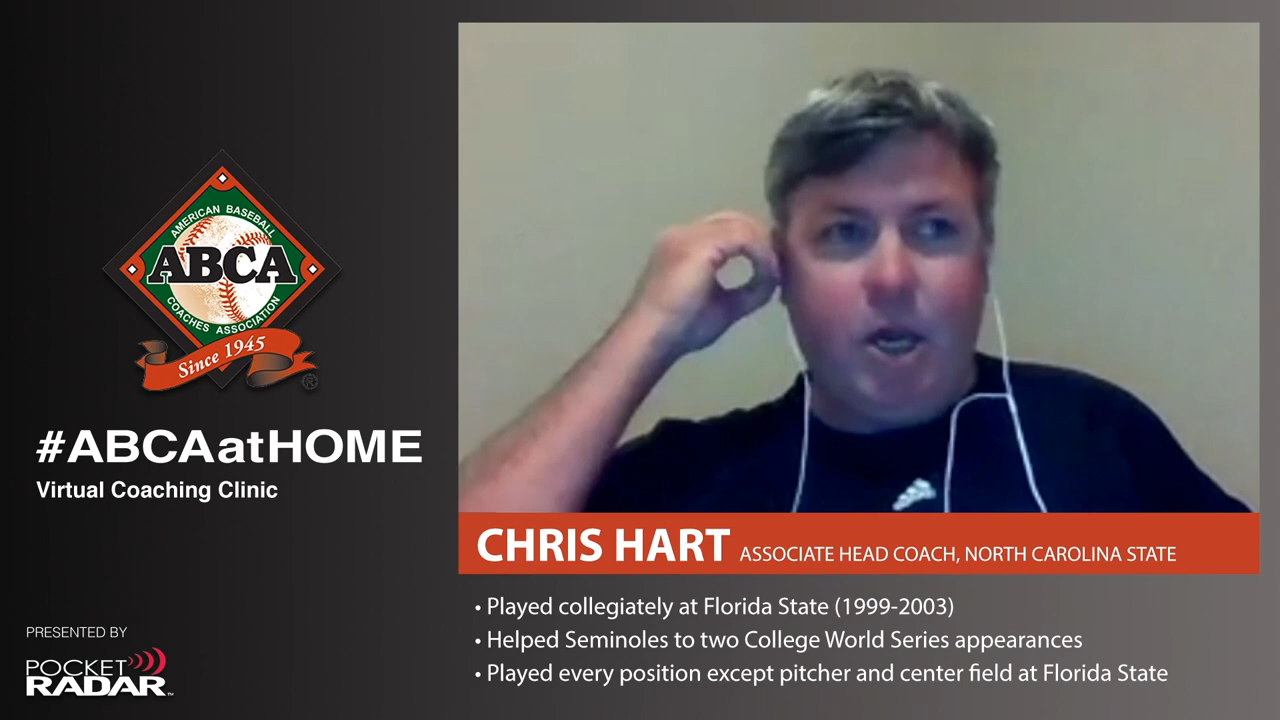 AMERICAN BASEBALL
ABCA
COACHES ASSOCIATION
Since 1945
®
#ABCAatHOME
Virtual Coaching Clinic
PRESENTED BY
POCKET
RADAR™
CHRIS HART ASSOCIATE HEAD COACH, NORTH CAROLINA STATE
• Played collegiately at Florida State (1999-2003)
• Helped Seminoles to two College World Series appearances
• Played every position except pitcher and center field at Florida State